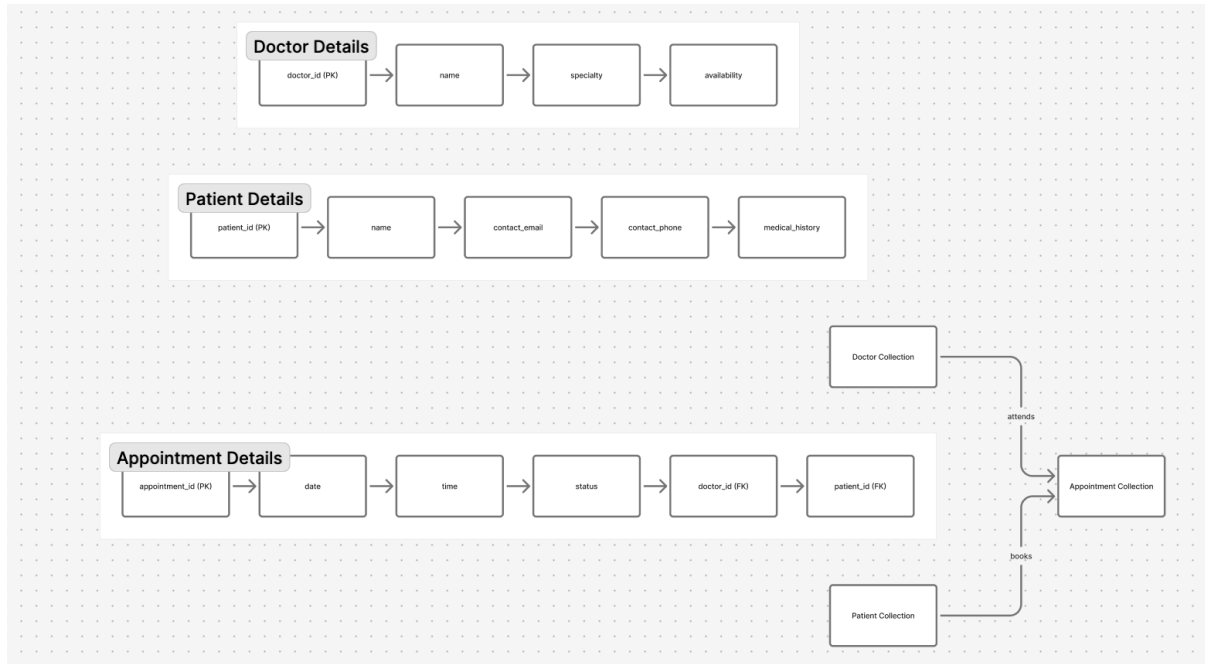 Doctor Details
doctor_id (PK)
name
specialty
availability
Patient Details
patient_id (PK)
name
contact_email
contact_phone
medical_history
Doctor Collection
attends
Appointment Details
appointment_id (PK)
date
time
status
doctor_id (FK)
patient_id (FK)
Appointment Collection
books
Patient Collection